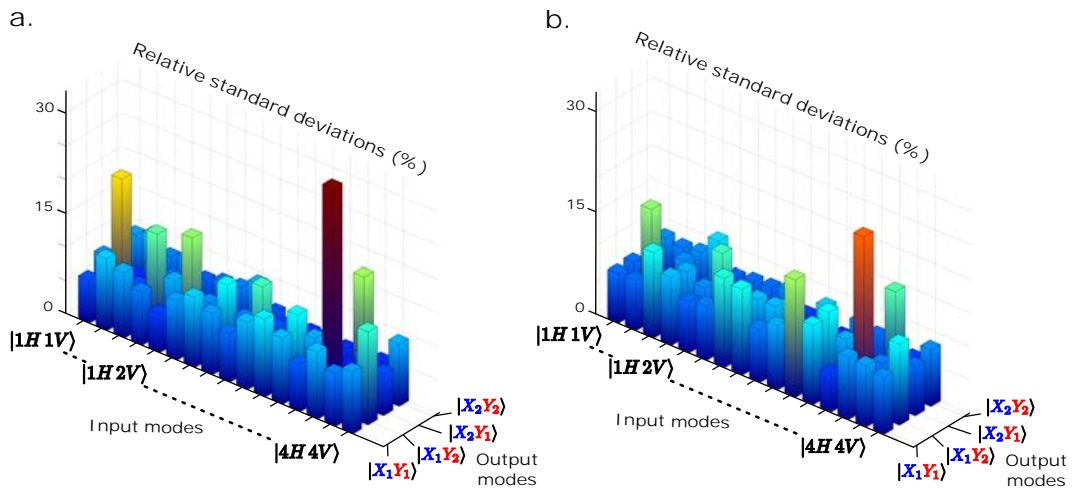 a.
Relative standard deviations (%)
30
15
0
|1H 1V⟩
|1H 2V⟩
|4H 4V⟩
Input modes
|X₂Y₂⟩
|X₂Y₁⟩
|X₁Y₂⟩
|X₁Y₁⟩
Output
modes
b.
Relative standard deviations (%)
30
15
0
|1H 1V⟩
|1H 2V⟩
|4H 4V⟩
Input modes
|X₂Y₂⟩
|X₂Y₁⟩
|X₁Y₂⟩
|X₁Y₁⟩
Output
modes